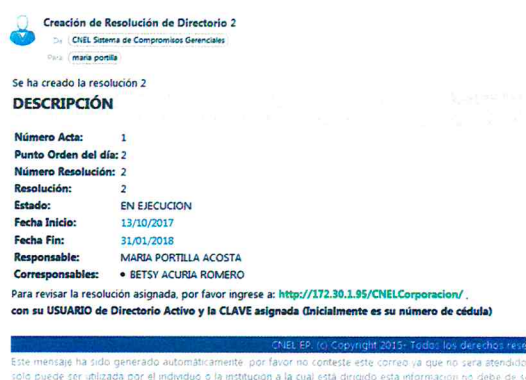 Creación de Resolución de Directorio 2
De CNEL Sistema de Compromisos Gerenciales
Para maria portilla
Se ha creado la resolución 2
DESCRIPCIÓN
Número Acta: 1
Punto Orden del día: 2
Número Resolución: 2
Resolución: 2
Estado: EN EJECUCION
Fecha Inicio: 13/10/2017
Fecha Fin: 31/01/2018
Responsable: MARIA PORTILLA ACOSTA
Corresponsables: • BETSY ACURIA ROMERO
Para revisar la resolución asignada, por favor ingrese a: http://172.30.1.95/CNELCorporacion/ ,
con su USUARIO de Directorio Activo y la CLAVE asignada (Inicialmente es su número de cédula)
CNEL EP. (c) Copyright 2015- Todos los derechos rese
Este mensaje ha sido generado automáticamente, por favor no conteste este correo ya que no sera atendido
solo puede ser utilizada por el individuo o la institución a la cual está dirigido esta información no debe de